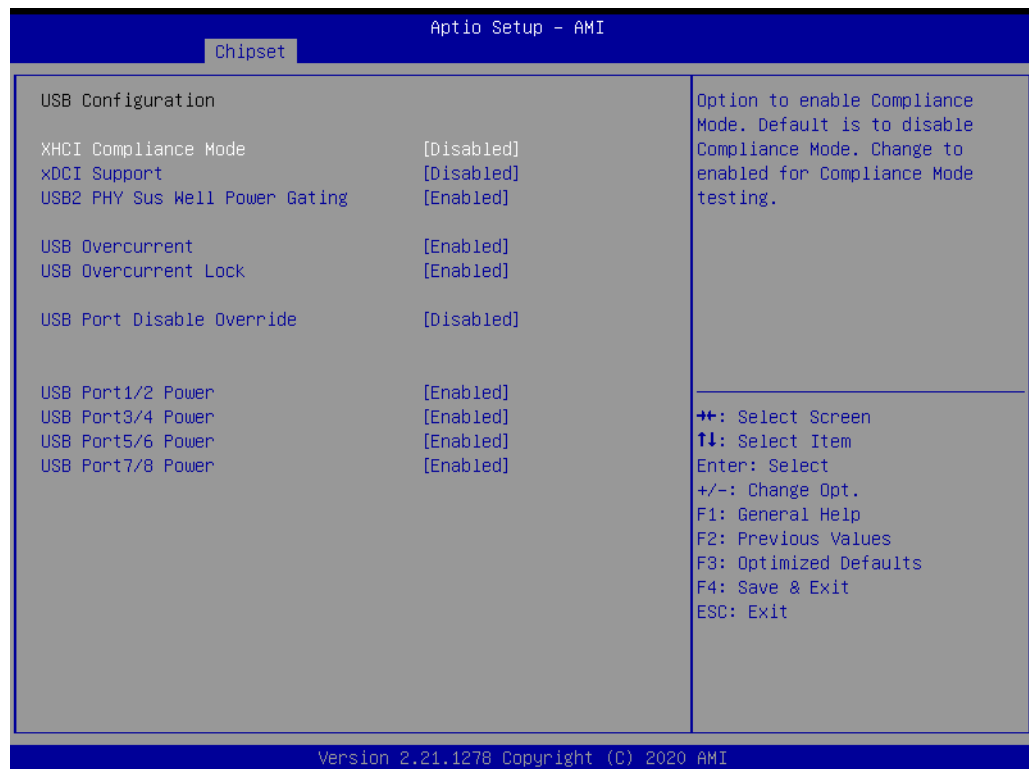 Aptio Setup – AMI
Chipset
USB Configuration
XHCI Compliance Mode [Disabled]
xDCI Support [Disabled]
USB2 PHY Sus Well Power Gating [Enabled]
USB Overcurrent [Enabled]
USB Overcurrent Lock [Enabled]
USB Port Disable Override [Disabled]
USB Port1/2 Power [Enabled]
USB Port3/4 Power [Enabled]
USB Port5/6 Power [Enabled]
USB Port7/8 Power [Enabled]
Option to enable Compliance
Mode. Default is to disable
Compliance Mode. Change to
enabled for Compliance Mode
testing.
→←: Select Screen
↑↓: Select Item
Enter: Select
+/-: Change Opt.
F1: General Help
F2: Previous Values
F3: Optimized Defaults
F4: Save & Exit
ESC: Exit
Version 2.21.1278 Copyright (C) 2020 AMI